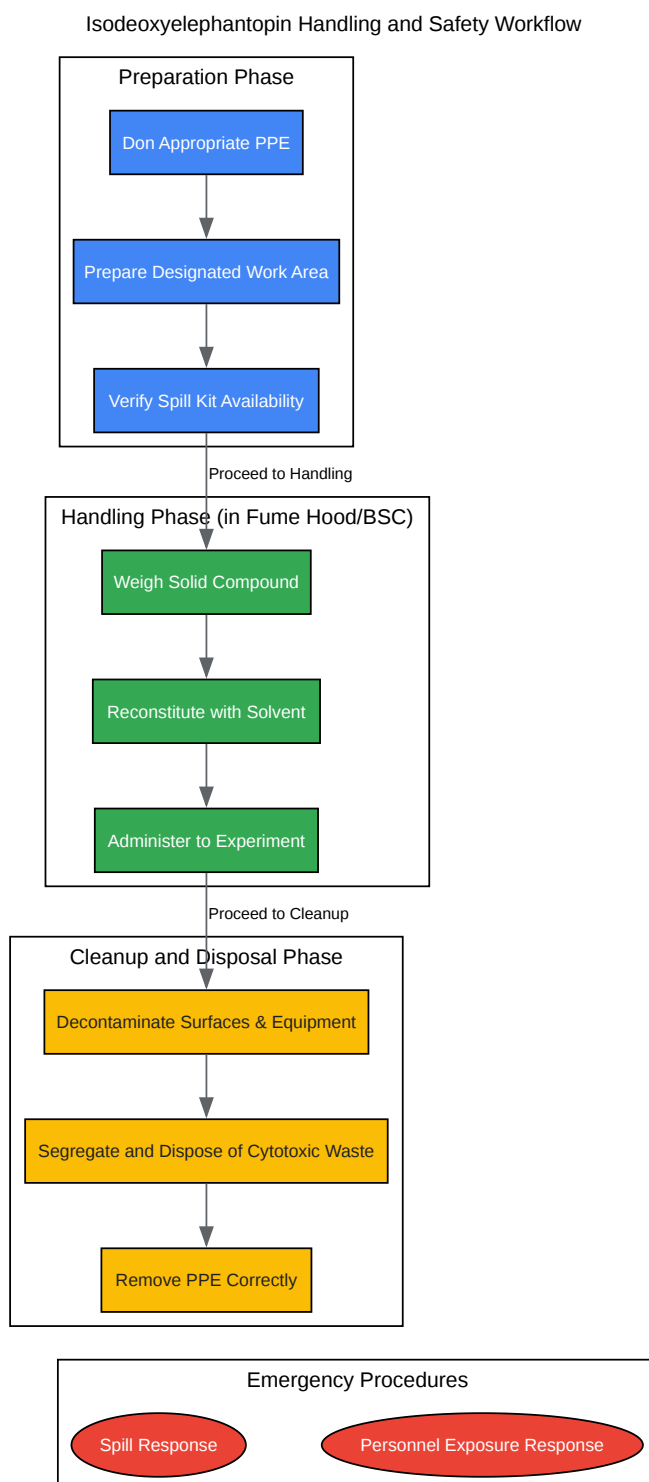 Isodeoxyelephantopin Handling and Safety Workflow
Preparation Phase
Don Appropriate PPE
Prepare Designated Work Area
Verify Spill Kit Availability
Proceed to Handling
Handling Phase (in Fume Hood/BSC)
Weigh Solid Compound
Reconstitute with Solvent
Administer to Experiment
Proceed to Cleanup
Cleanup and Disposal Phase
Decontaminate Surfaces & Equipment
Segregate and Dispose of Cytotoxic Waste
Remove PPE Correctly
Emergency Procedures
Spill Response
Personnel Exposure Response